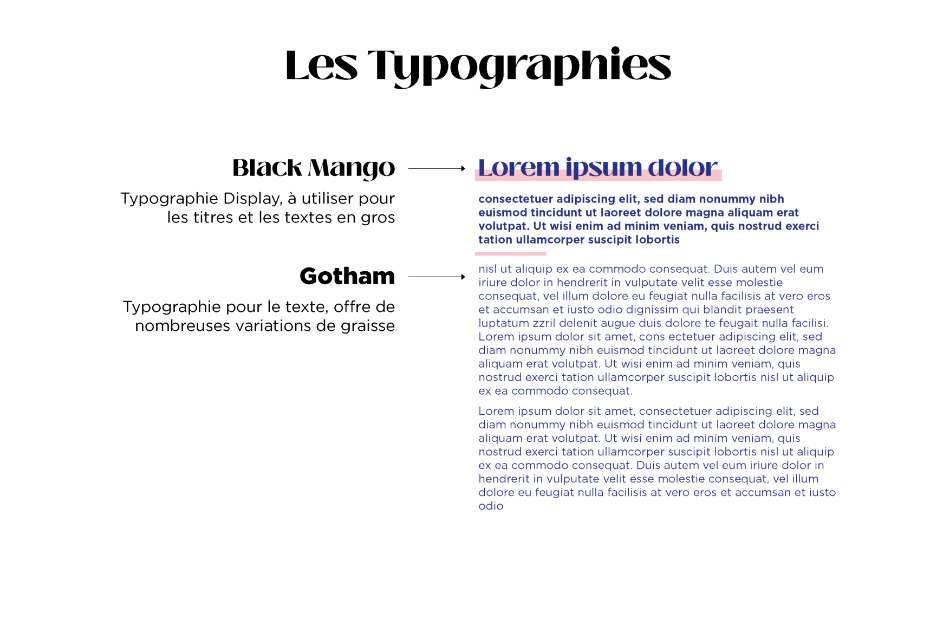 Les Typographies
Black Mango
Typographie Display, à utiliser pour
les titres et les textes en gros
Gotham
Typographie pour le texte, offre de
nombreuses variations de graisse
Lorem ipsum dolor
consectetuer adipiscing elit, sed diam nonummy nibh
euismod tincidunt ut laoreet dolore magna aliquam erat
volutpat. Ut wisi enim ad minim veniam, quis nostrud exerci
tation ullamcorper suscipit lobortis
nisl ut aliquip ex ea commodo consequat. Duis autem vel eum
iriure dolor in hendrerit in vulputate velit esse molestie
consequat, vel illum dolore eu feugiat nulla facilisis at vero eros
et accumsan et iusto odio dignissim qui blandit praesent
luptatum zzril delenit augue duis dolore te feugait nulla facilisi.
Lorem ipsum dolor sit amet, cons ectetuer adipiscing elit, sed
diam nonummy nibh euismod tincidunt ut laoreet dolore magna
aliquam erat volutpat. Ut wisi enim ad minim veniam, quis
nostrud exerci tation ullamcorper suscipit lobortis nisl ut aliquip
ex ea commodo consequat.
Lorem ipsum dolor sit amet, consectetuer adipiscing elit, sed
diam nonummy nibh euismod tincidunt ut laoreet dolore magna
aliquam erat volutpat. Ut wisi enim ad minim veniam, quis
nostrud exerci tation ullamcorper suscipit lobortis nisl ut aliquip
ex ea commodo consequat. Duis autem vel eum iriure dolor in
hendrerit in vulputate velit esse molestie consequat, vel illum
dolore eu feugiat nulla facilisis at vero eros et accumsan et iusto
odio